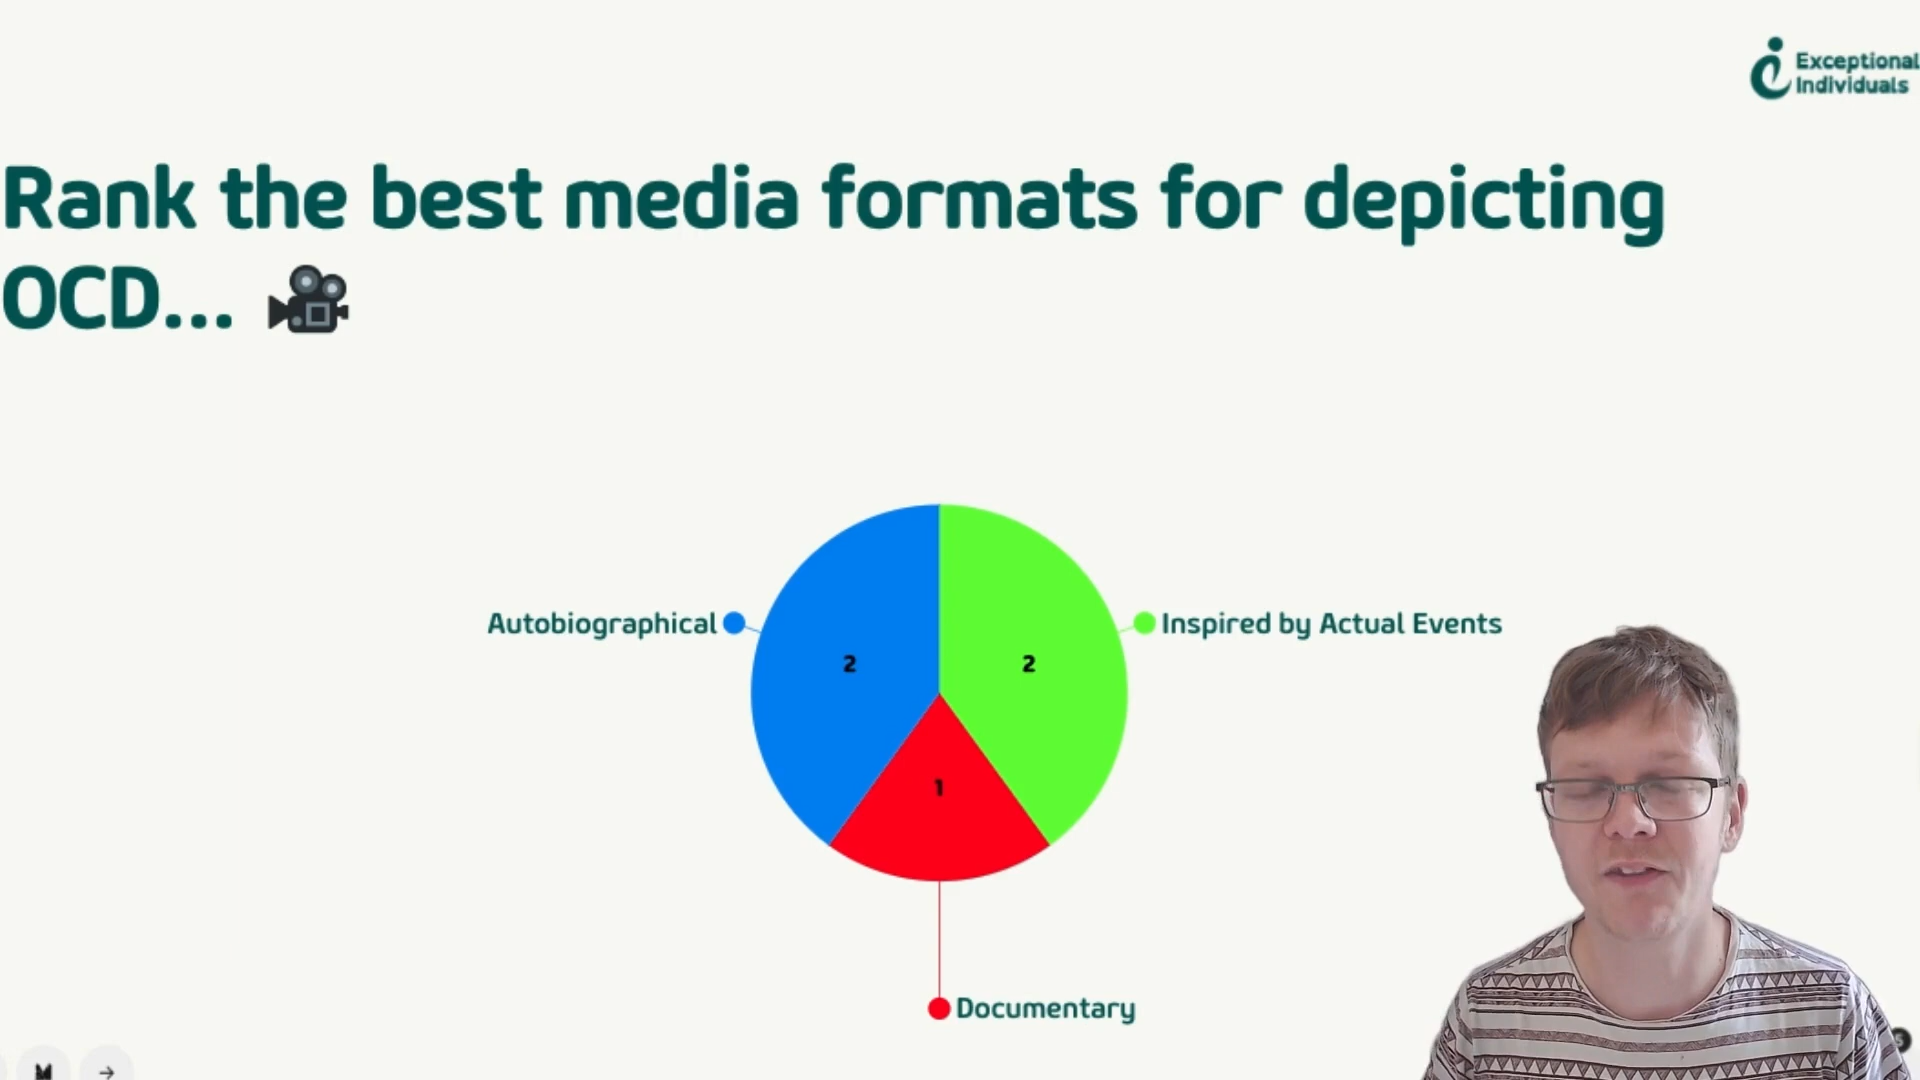 Exceptional
Individuals
Rank the best media formats for depicting
OCD...
Autobiographical
Inspired by Actual Events
2
2
1
Documentary